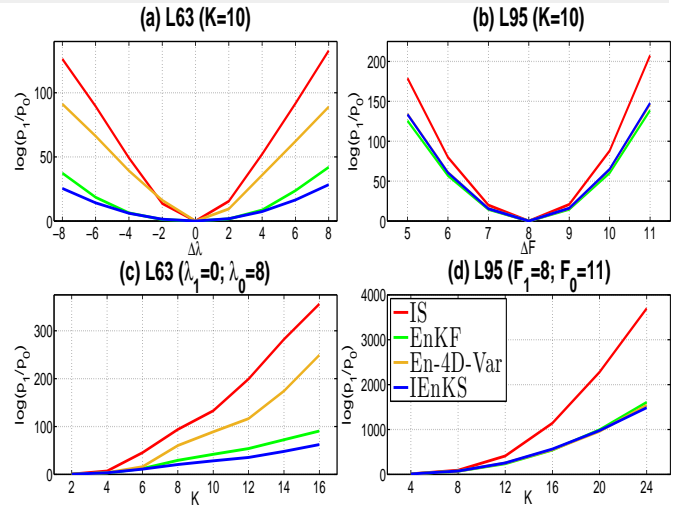 (a) L63 (K=10)
log(p₁/p₀)
100
50
0
−8 −6 −4 −2 0 2 4 6 8
Δλ
(b) L95 (K=10)
log(p₁/p₀)
200
150
100
50
0
5 6 7 8 9 10 11
ΔF
(c) L63 (λ₁=0; λ₀=8)
log(p₁/p₀)
300
200
100
0
2 4 6 8 10 12 14 16
K
(d) L95 (F₁=8; F₀=11)
log(p₁/p₀)
4000
3000
2000
1000
0
IS
EnKF
En-4D-Var
IEnKS
4 8 12 16 20 24
K